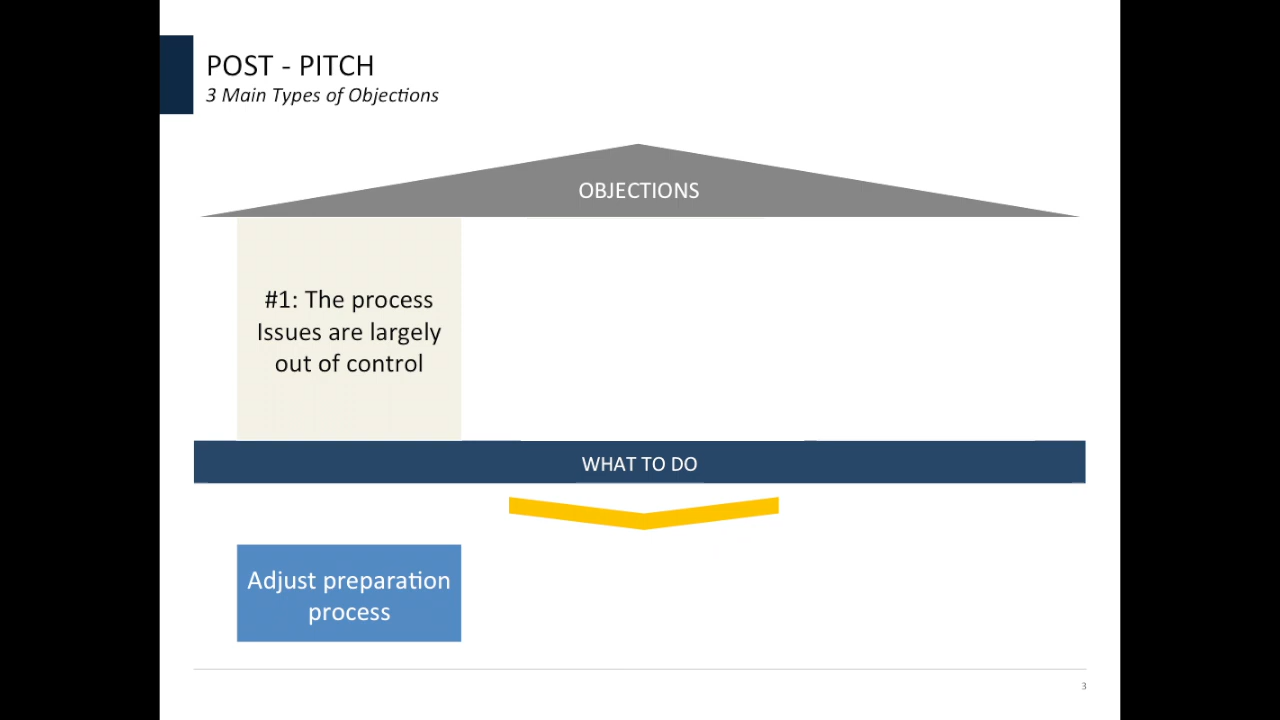 POST - PITCH
3 Main Types of Objections
OBJECTIONS
#1: The process
Issues are largely
out of control
WHAT TO DO
Adjust preparation
process
3